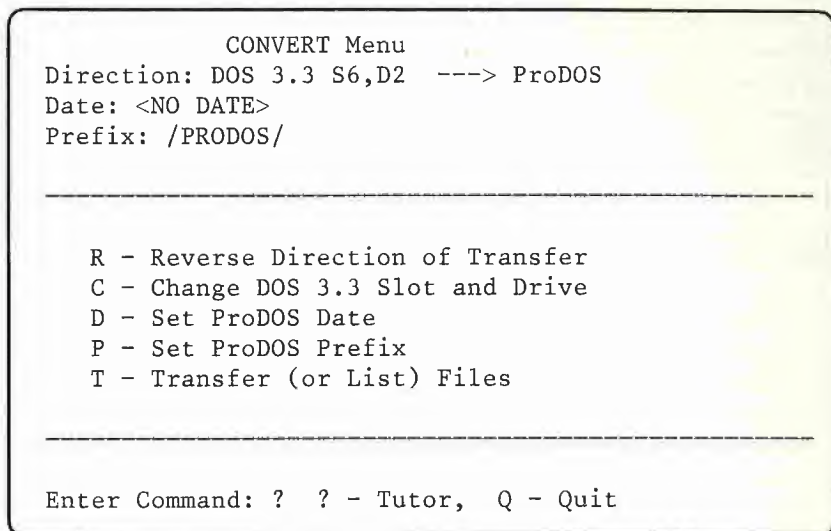 CONVERT Menu
Direction: DOS 3.3 S6,D2 ---> ProDOS
Date: <NO DATE>
Prefix: /PRODOS/
R - Reverse Direction of Transfer
C - Change DOS 3.3 Slot and Drive
D - Set ProDOS Date
P - Set ProDOS Prefix
T - Transfer (or List) Files
Enter Command: ? ? - Tutor, Q - Quit